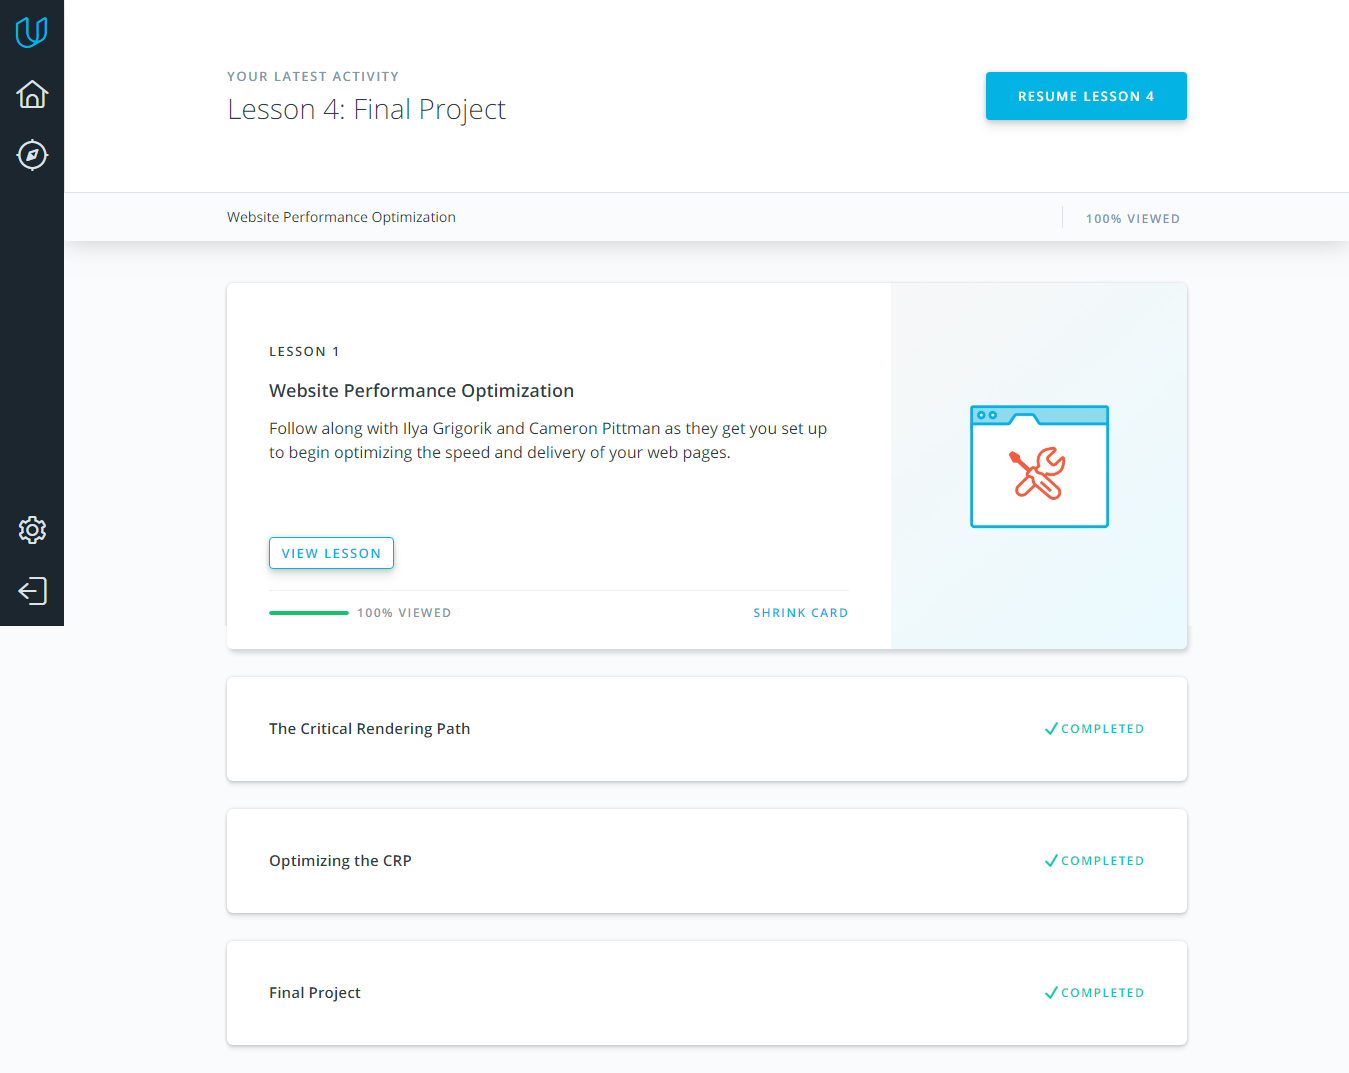 YOUR LATEST ACTIVITY
Lesson 4: Final Project
RESUME LESSON 4
Website Performance Optimization
100% VIEWED
LESSON 1
Website Performance Optimization
Follow along with Ilya Grigorik and Cameron Pittman as they get you set up
to begin optimizing the speed and delivery of your web pages.
VIEW LESSON
100% VIEWED
SHRINK CARD
The Critical Rendering Path
COMPLETED
Optimizing the CRP
COMPLETED
Final Project
COMPLETED